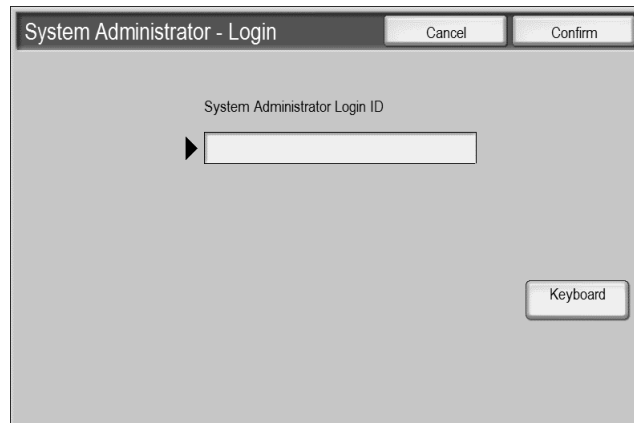 System Administrator - Login
Cancel
Confirm
System Administrator Login ID
Keyboard